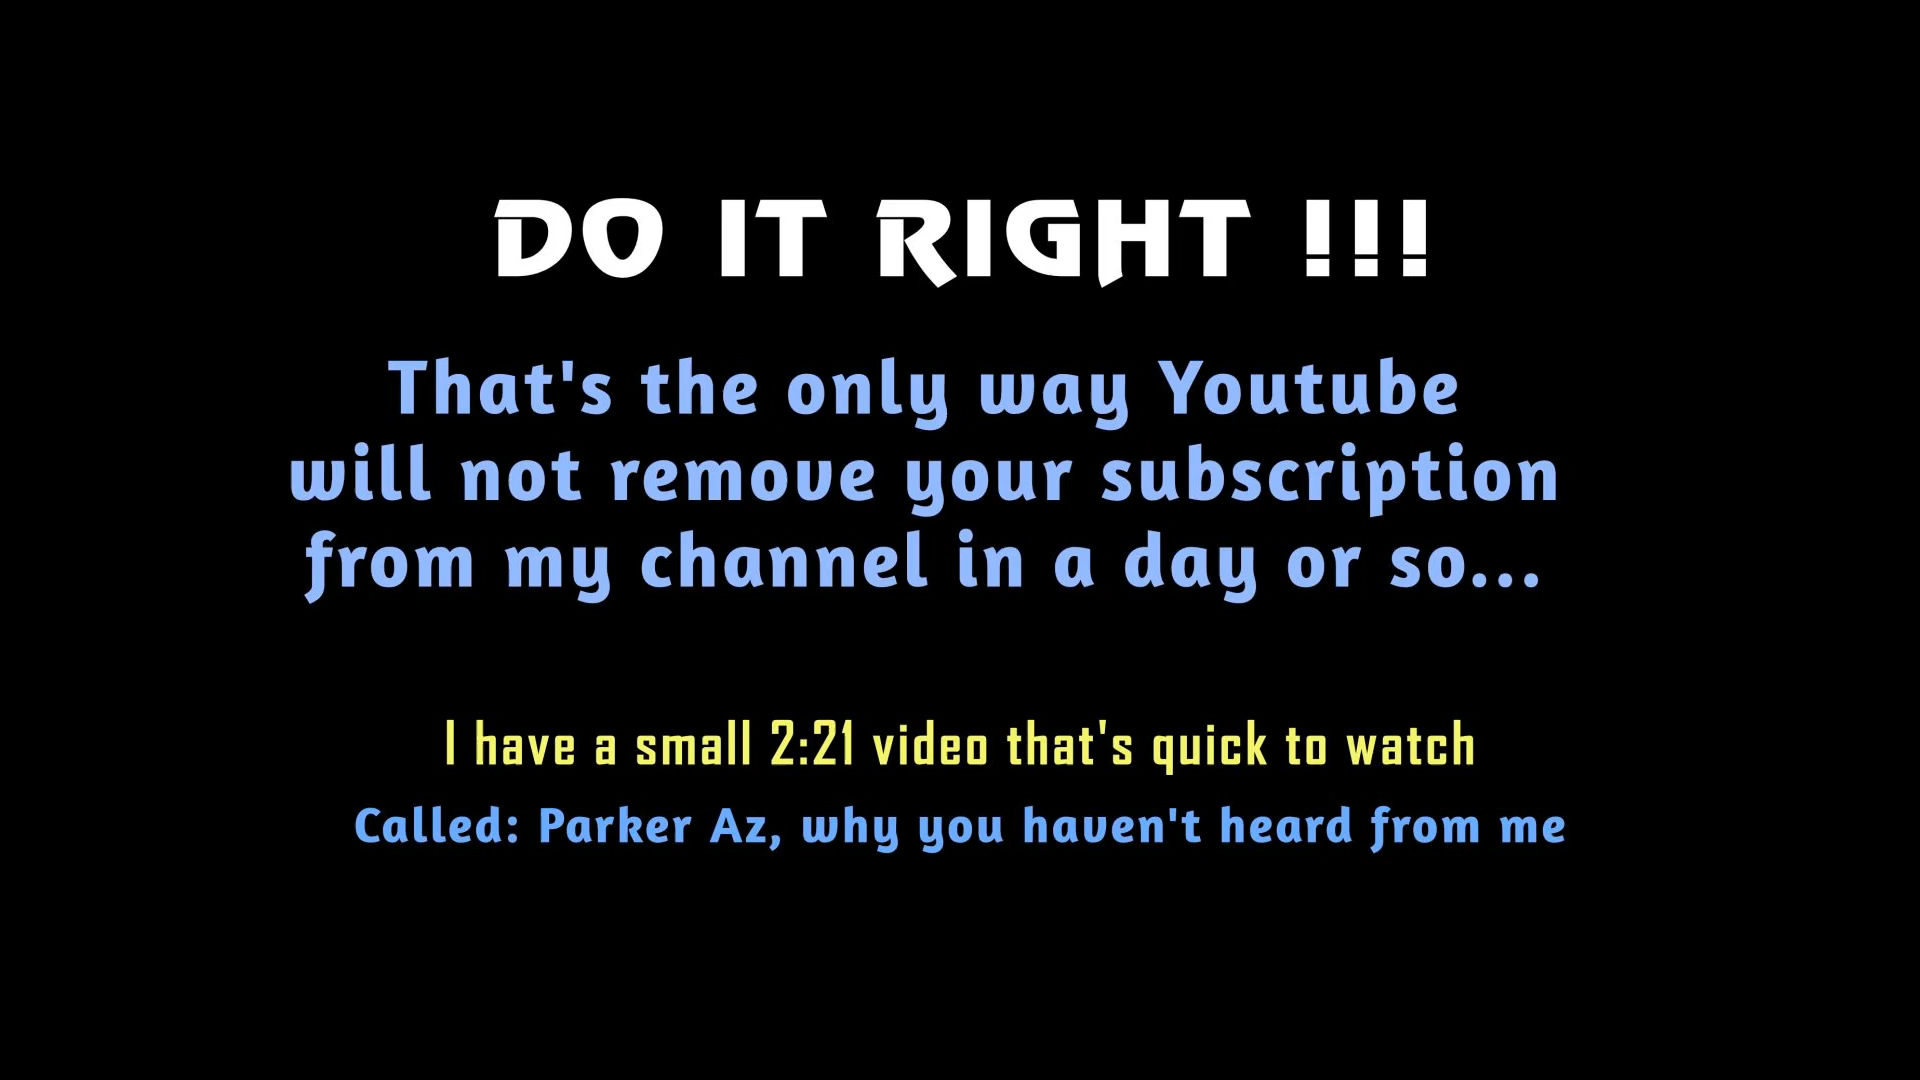 DO IT RIGHT !!!
That's the only way Youtube
will not remove your subscription
from my channel in a day or so...
I have a small 2:21 video that's quick to watch
Called: Parker Az, why you haven't heard from me